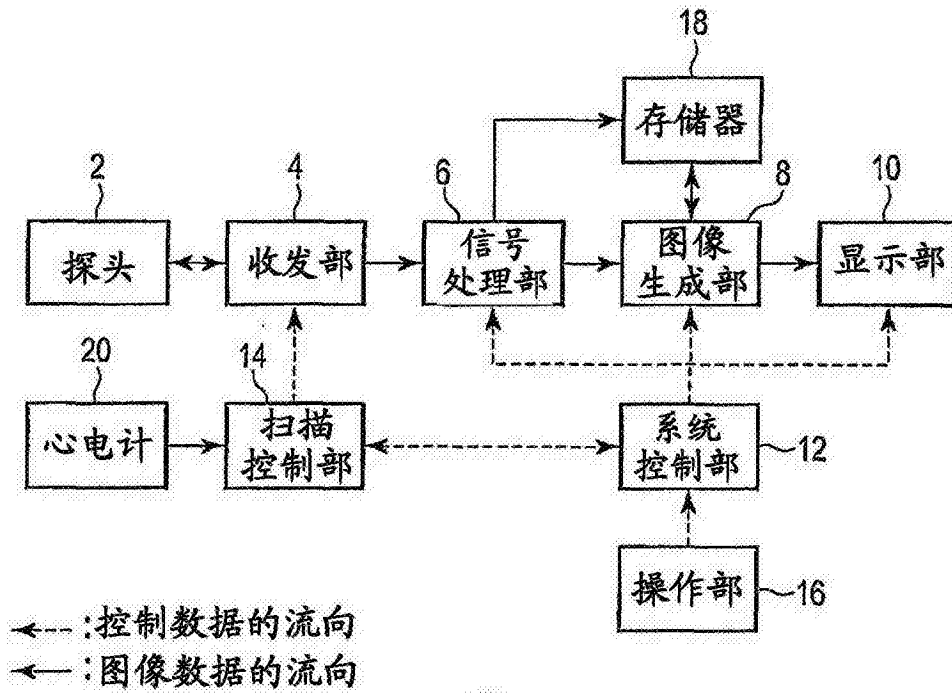 18
存储器
2
4
6
8
10
探头
收发部
信号
处理部
图像
生成部
显示部
20
14
心电计
扫描
控制部
系统
控制部
12
操作部
16
:控制数据的流向
:图像数据的流向